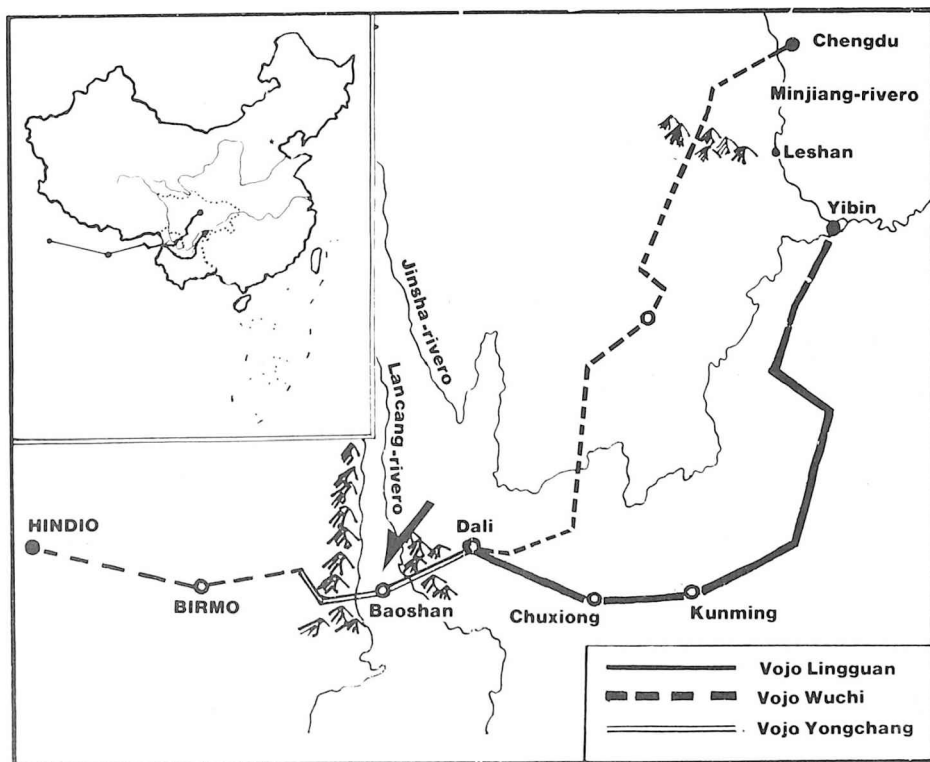 Chengdu
Minjiang-rivero
Leshan
Yibin
Jinsha-rivero
Lancang-rivero
HINDIO
BIRMO
Dali
Baoshan
Chuxiong
Kunming
Vojo Lingguan
Vojo Wuchi
Vojo Yongchang